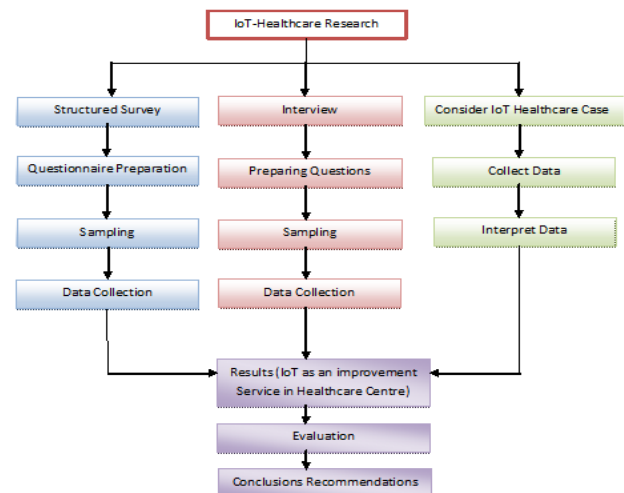 IoT-Healthcare Research
Structured Survey
Interview
Consider IoT Healthcare Case
Questionnaire Preparation
Preparing Questions
Collect Data
Sampling
Sampling
Interpret Data
Data Collection
Data Collection
Results (IoT as an improvement
Service in Healthcare Centre)
Evaluation
Conclusions Recommendations